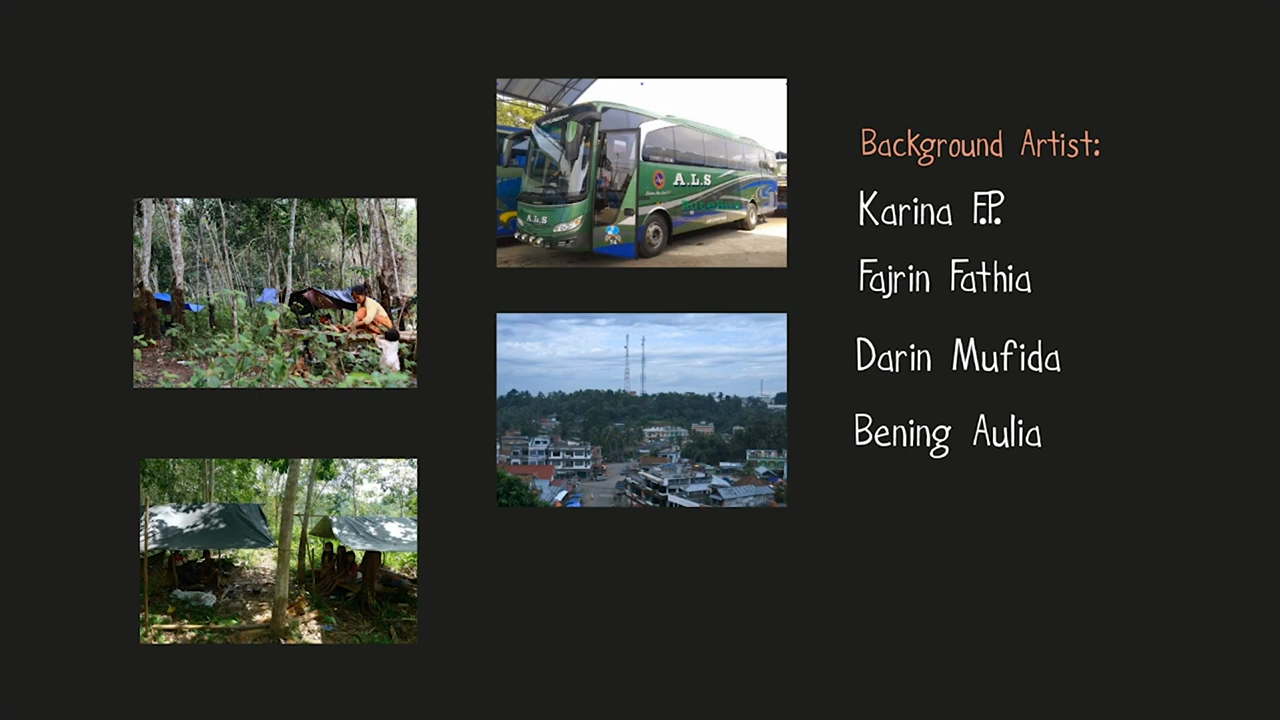 A.L.S
A.L.S
Background Artist:
Karina F.P.
Fajrin Fathia
Darin Mufida
Bening Aulia